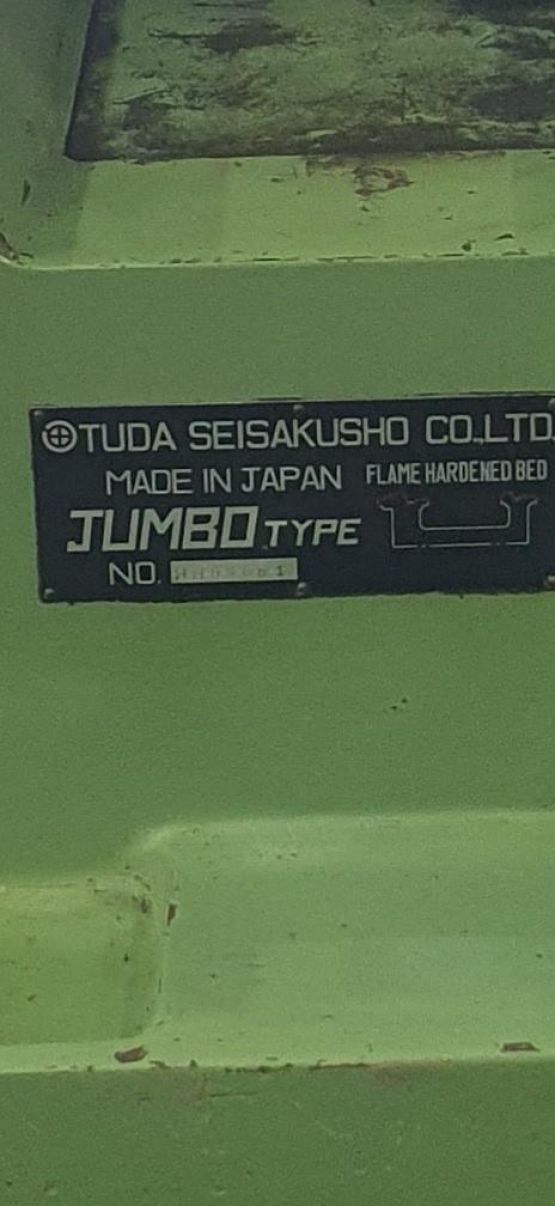 TUDA SEISAKUSHO CO.,LTD.
MADE IN JAPAN FLAME HARDENED BED
JUMBO TYPE
NO.